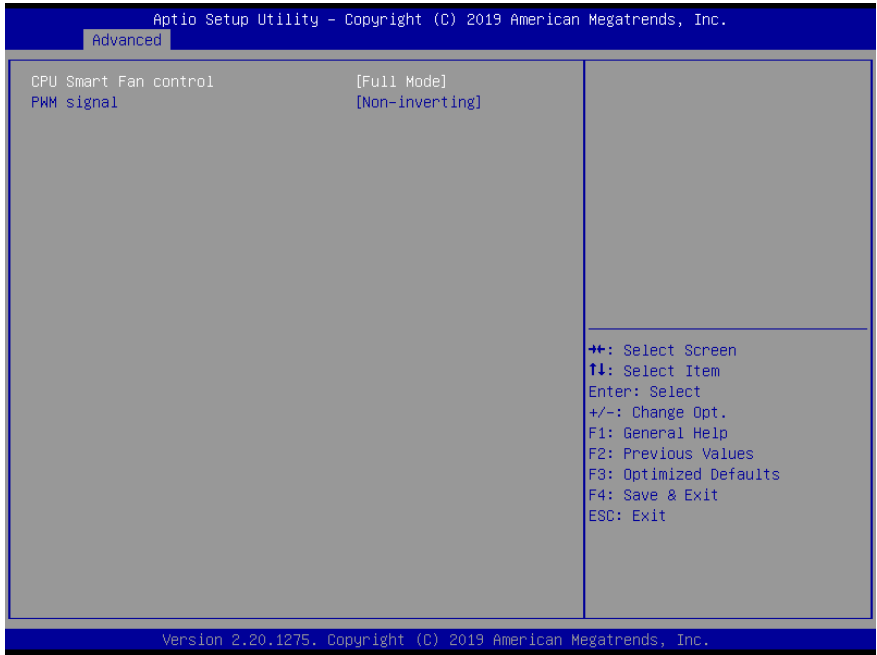 Aptio Setup Utility – Copyright (C) 2019 American Megatrends, Inc.
Advanced
CPU Smart Fan control [Full Mode]
PWM signal [Non-inverting]
→←: Select Screen
↑↓: Select Item
Enter: Select
+/-: Change Opt.
F1: General Help
F2: Previous Values
F3: Optimized Defaults
F4: Save & Exit
ESC: Exit
Version 2.20.1275. Copyright (C) 2019 American Megatrends, Inc.